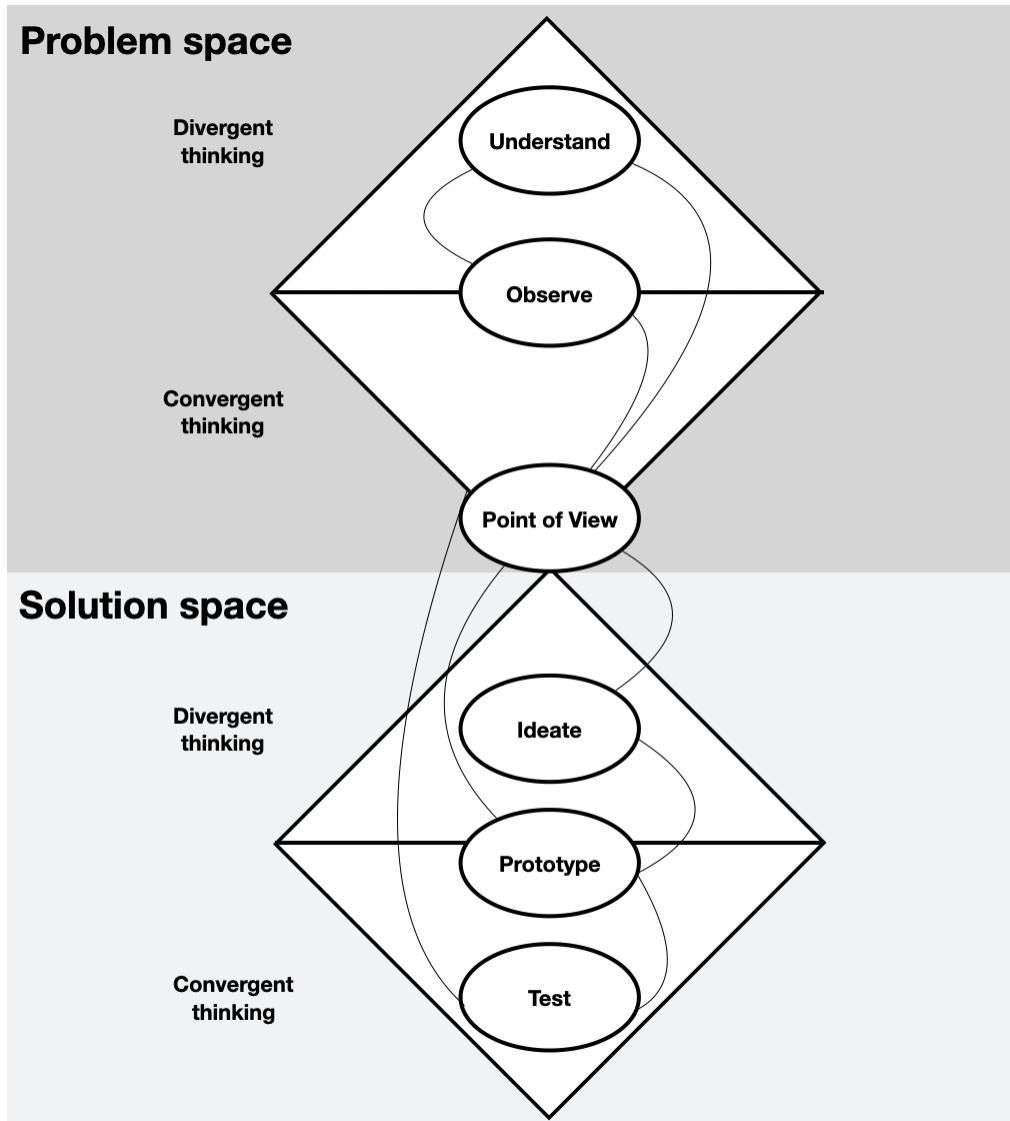 Problem space
Divergent
thinking
Understand
Observe
Convergent
thinking
Point of View
Solution space
Divergent
thinking
Ideate
Prototype
Convergent
thinking
Test